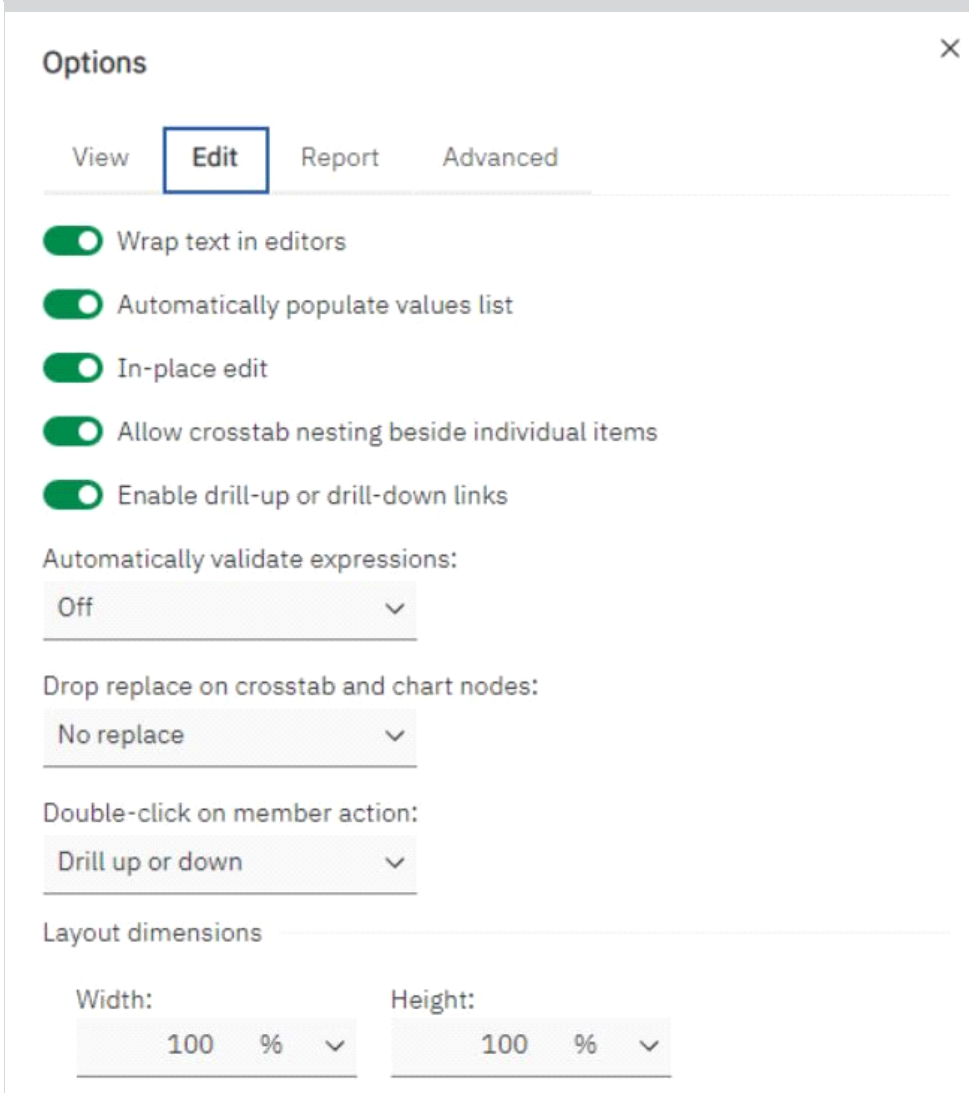 Options
View Edit Report Advanced
Wrap text in editors
Automatically populate values list
In-place edit
Allow crosstab nesting beside individual items
Enable drill-up or drill-down links
Automatically validate expressions:
Off
Drop replace on crosstab and chart nodes:
No replace
Double-click on member action:
Drill up or down
Layout dimensions
Width: Height:
100 % 100 %